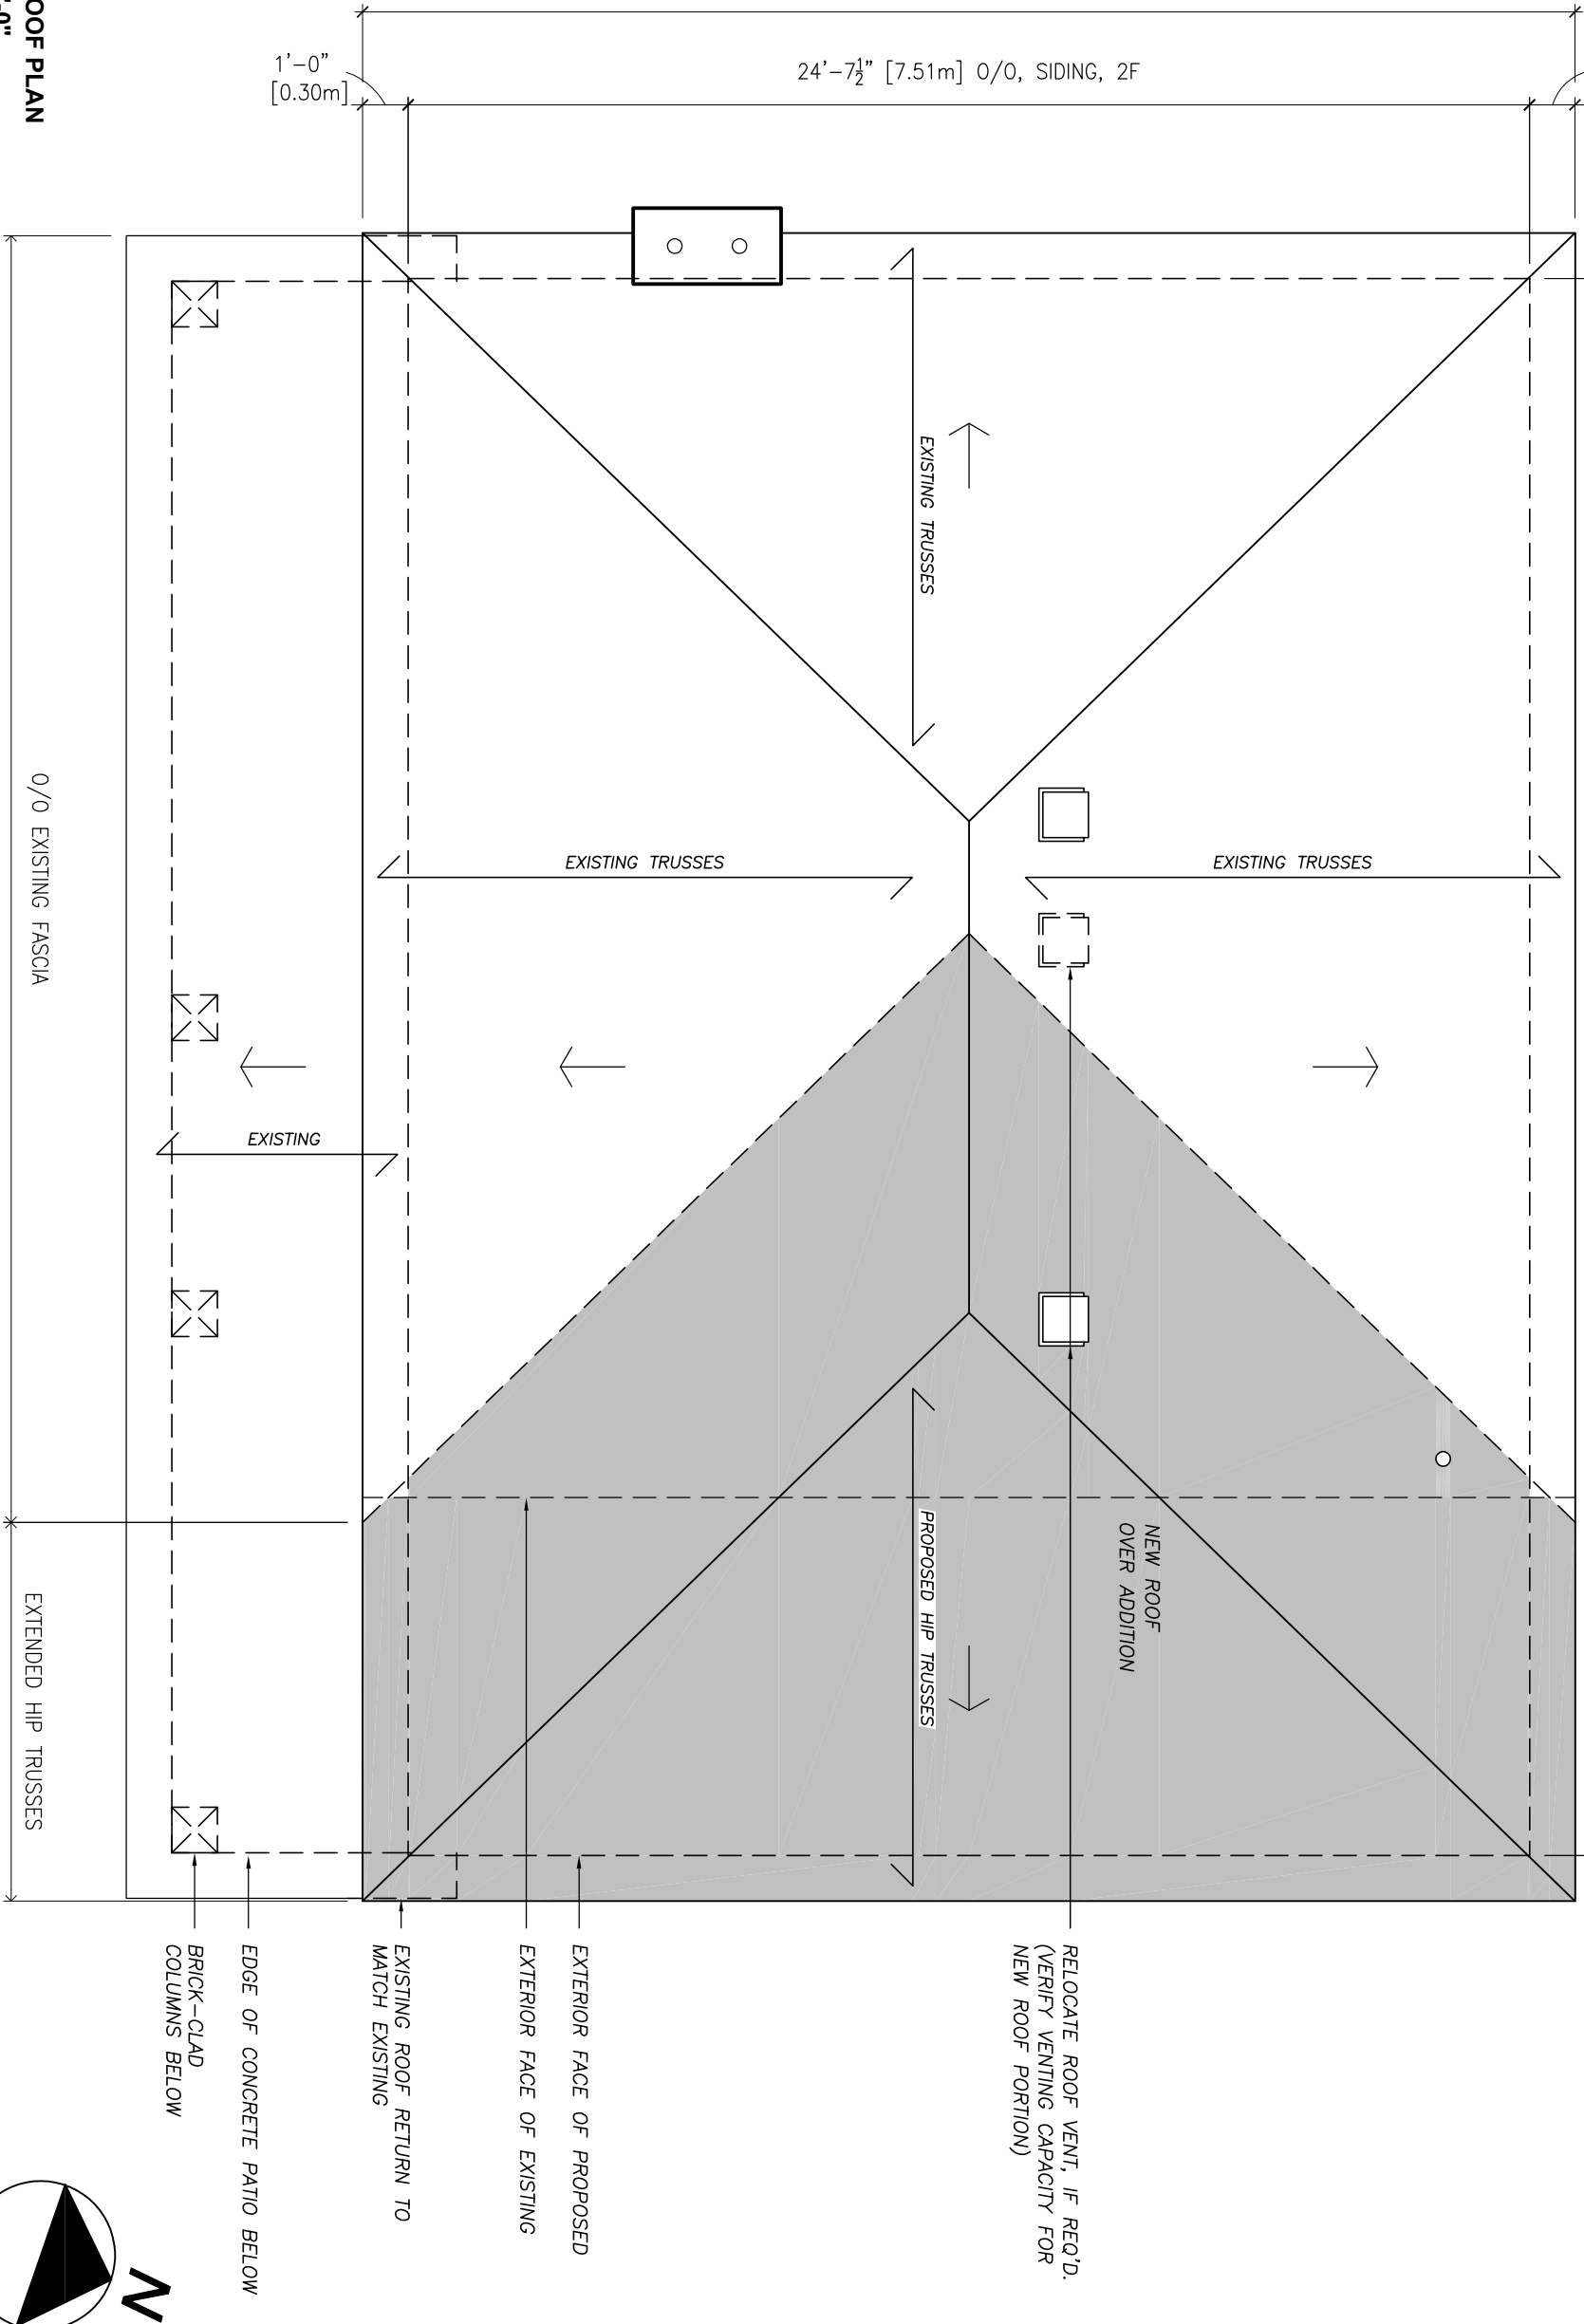 OOF PLAN
'-0"
1'-0"
[0.30m]
24'-7½" [7.51m] O/O, SIDING, 2F
EXISTING TRUSSES
EXISTING TRUSSES
EXISTING TRUSSES
EXISTING
O/O EXISTING FASCIA
EXTENDED HIP TRUSSES
PROPOSED HIP TRUSSES
NEW ROOF
OVER ADDITION
RELOCATE ROOF VENT, IF REQ'D.
(VERIFY VENTING CAPACITY FOR
NEW ROOF PORTION)
EXTERIOR FACE OF PROPOSED
EXTERIOR FACE OF EXISTING
EXISTING ROOF RETURN TO
MATCH EXISTING
EDGE OF CONCRETE PATIO BELOW
BRICK-CLAD
COLUMNS BELOW
N